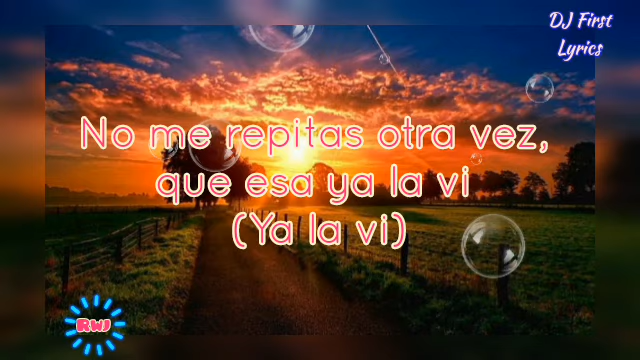 DJ First
Lyrics
No me repitas otra vez,
que esa ya la vi
(Ya la vi)
RWJ